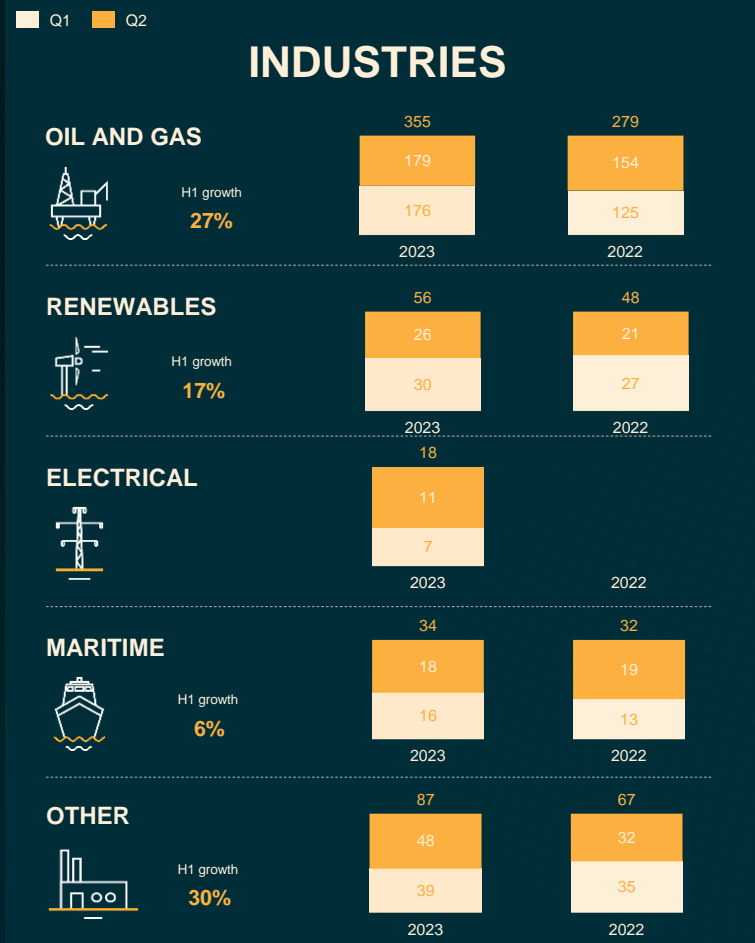 Q1 Q2
INDUSTRIES
OIL AND GAS
H1 growth
27%
355 279
179 154
176 125
2023 2022
RENEWABLES
H1 growth
17%
56 48
26 21
30 27
2023 2022
ELECTRICAL
18
11
7
2023 2022
MARITIME
H1 growth
6%
34 32
18 19
16 13
2023 2022
OTHER
H1 growth
30%
87 67
48 32
39 35
2023 2022